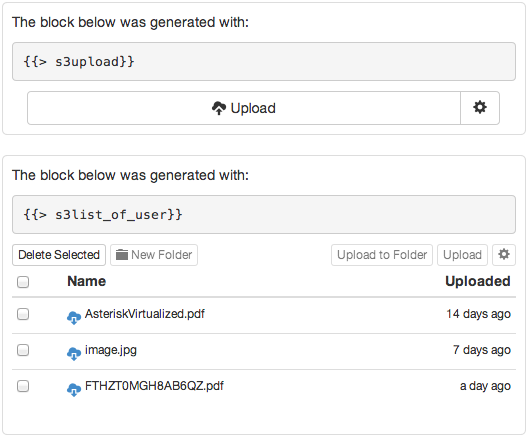 The block below was generated with:
{{> s3upload}}
Upload
The block below was generated with:
{{> s3list_of_user}}
Delete Selected New Folder Upload to Folder Upload
Name Uploaded
AsteriskVirtualized.pdf 14 days ago
image.jpg 7 days ago
FTHZT0MGH8AB6QZ.pdf a day ago